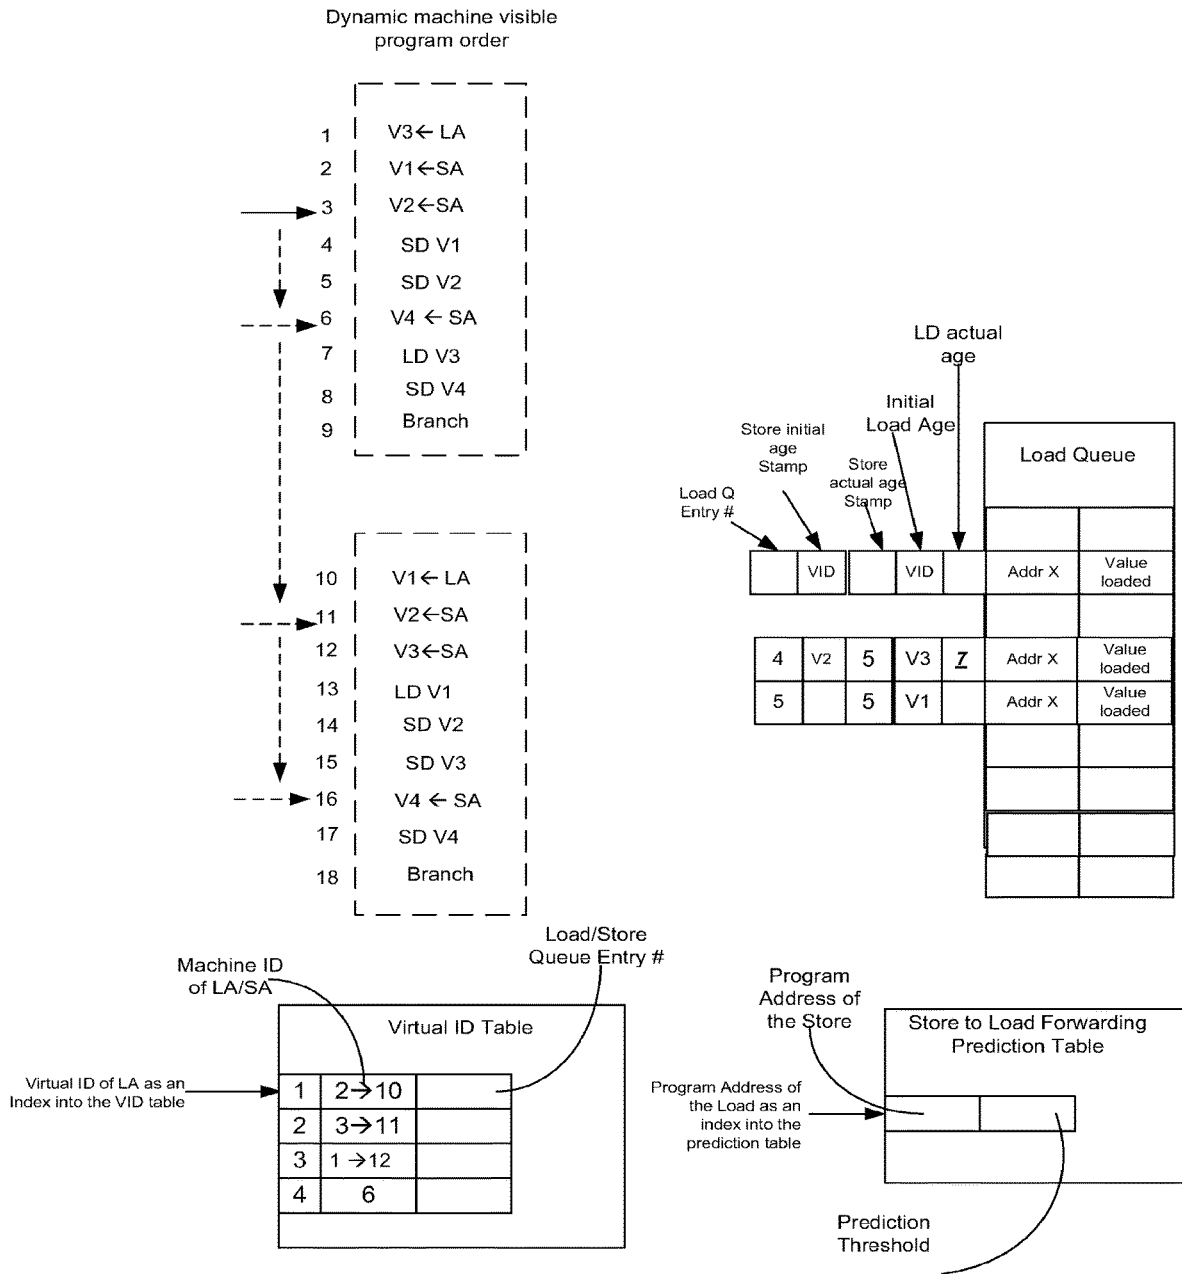 Dynamic machine visible
program order
1 V3← LA
2 V1←SA
3 V2←SA
4 SD V1
5 SD V2
6 V4 ← SA
7 LD V3
8 SD V4
9 Branch
10 V1← LA
11 V2←SA
12 V3←SA
13 LD V1
14 SD V2
15 SD V3
16 V4 ← SA
17 SD V4
18 Branch
LD actual
age
Initial
Load Age
Store initial
age
Stamp
Store
actual age
Stamp
Load Q
Entry #
Load Queue
VID VID Addr X Value
loaded
4 V2 5 V3 7 Addr X Value
loaded
5 5 V1 Addr X Value
loaded
Machine ID
of LA/SA
Load/Store
Queue Entry #
Virtual ID Table
Virtual ID of LA as an
Index into the VID table
1 2→10
2 3→11
3 1 →12
4 6
Program
Address of
the Store
Store to Load Forwarding
Prediction Table
Program Address of
the Load as an
index into the
prediction table
Prediction
Threshold